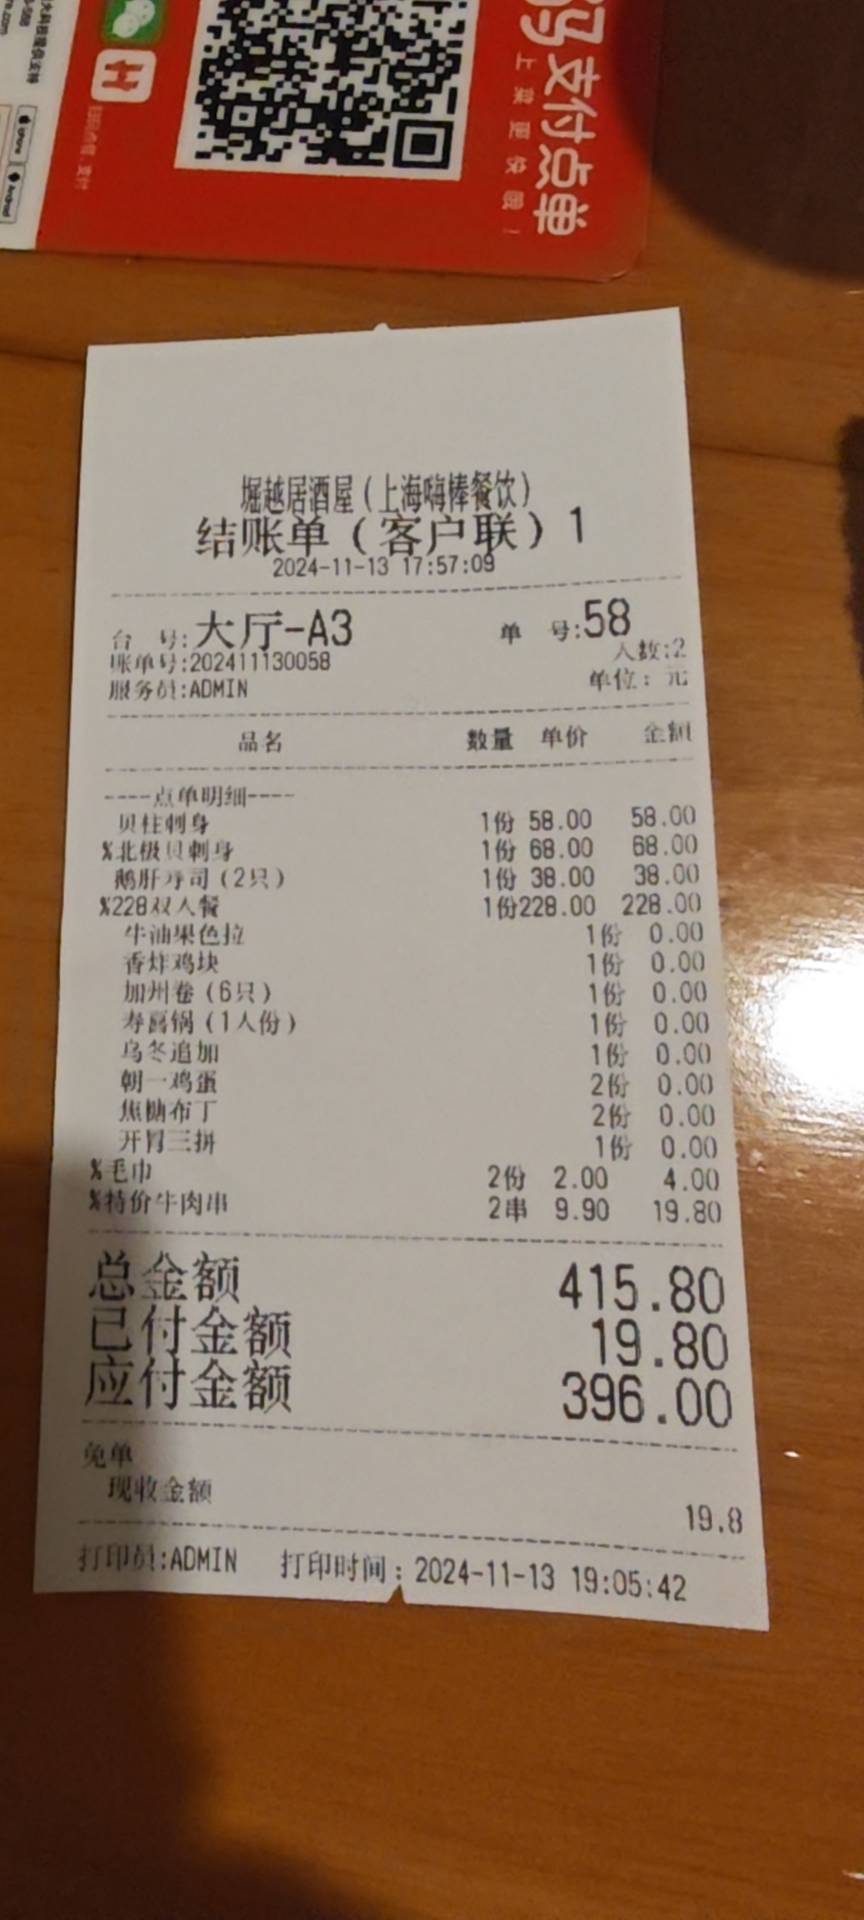 支付点单
上菜更快哦！
iPhone
Android
堀越居酒屋（上海嗨棒餐饮）
结账单（客户联）1
2024-11-13 17:57:09
台 号:大厅-A3 单 号:58
人数:2
账单号:202411130058
服务员:ADMIN 单位：元
品名 数量 单价 金额
----点单明细----
贝柱刺身 1份 58.00 58.00
%北极贝刺身 1份 68.00 68.00
鹅肝寿司（2只） 1份 38.00 38.00
%228双人餐 1份228.00 228.00
牛油果色拉 1份 0.00
香炸鸡块 1份 0.00
加州卷（6只） 1份 0.00
寿喜锅（1人份） 1份 0.00
乌冬追加 1份 0.00
朝一鸡蛋 2份 0.00
焦糖布丁 2份 0.00
开胃三拼 1份 0.00
%毛巾 2份 2.00 4.00
%特价牛肉串 2串 9.90 19.80
总金额 415.80
已付金额 19.80
应付金额 396.00
免单
现收金额 19.8
打印员:ADMIN 打印时间：2024-11-13 19:05:42